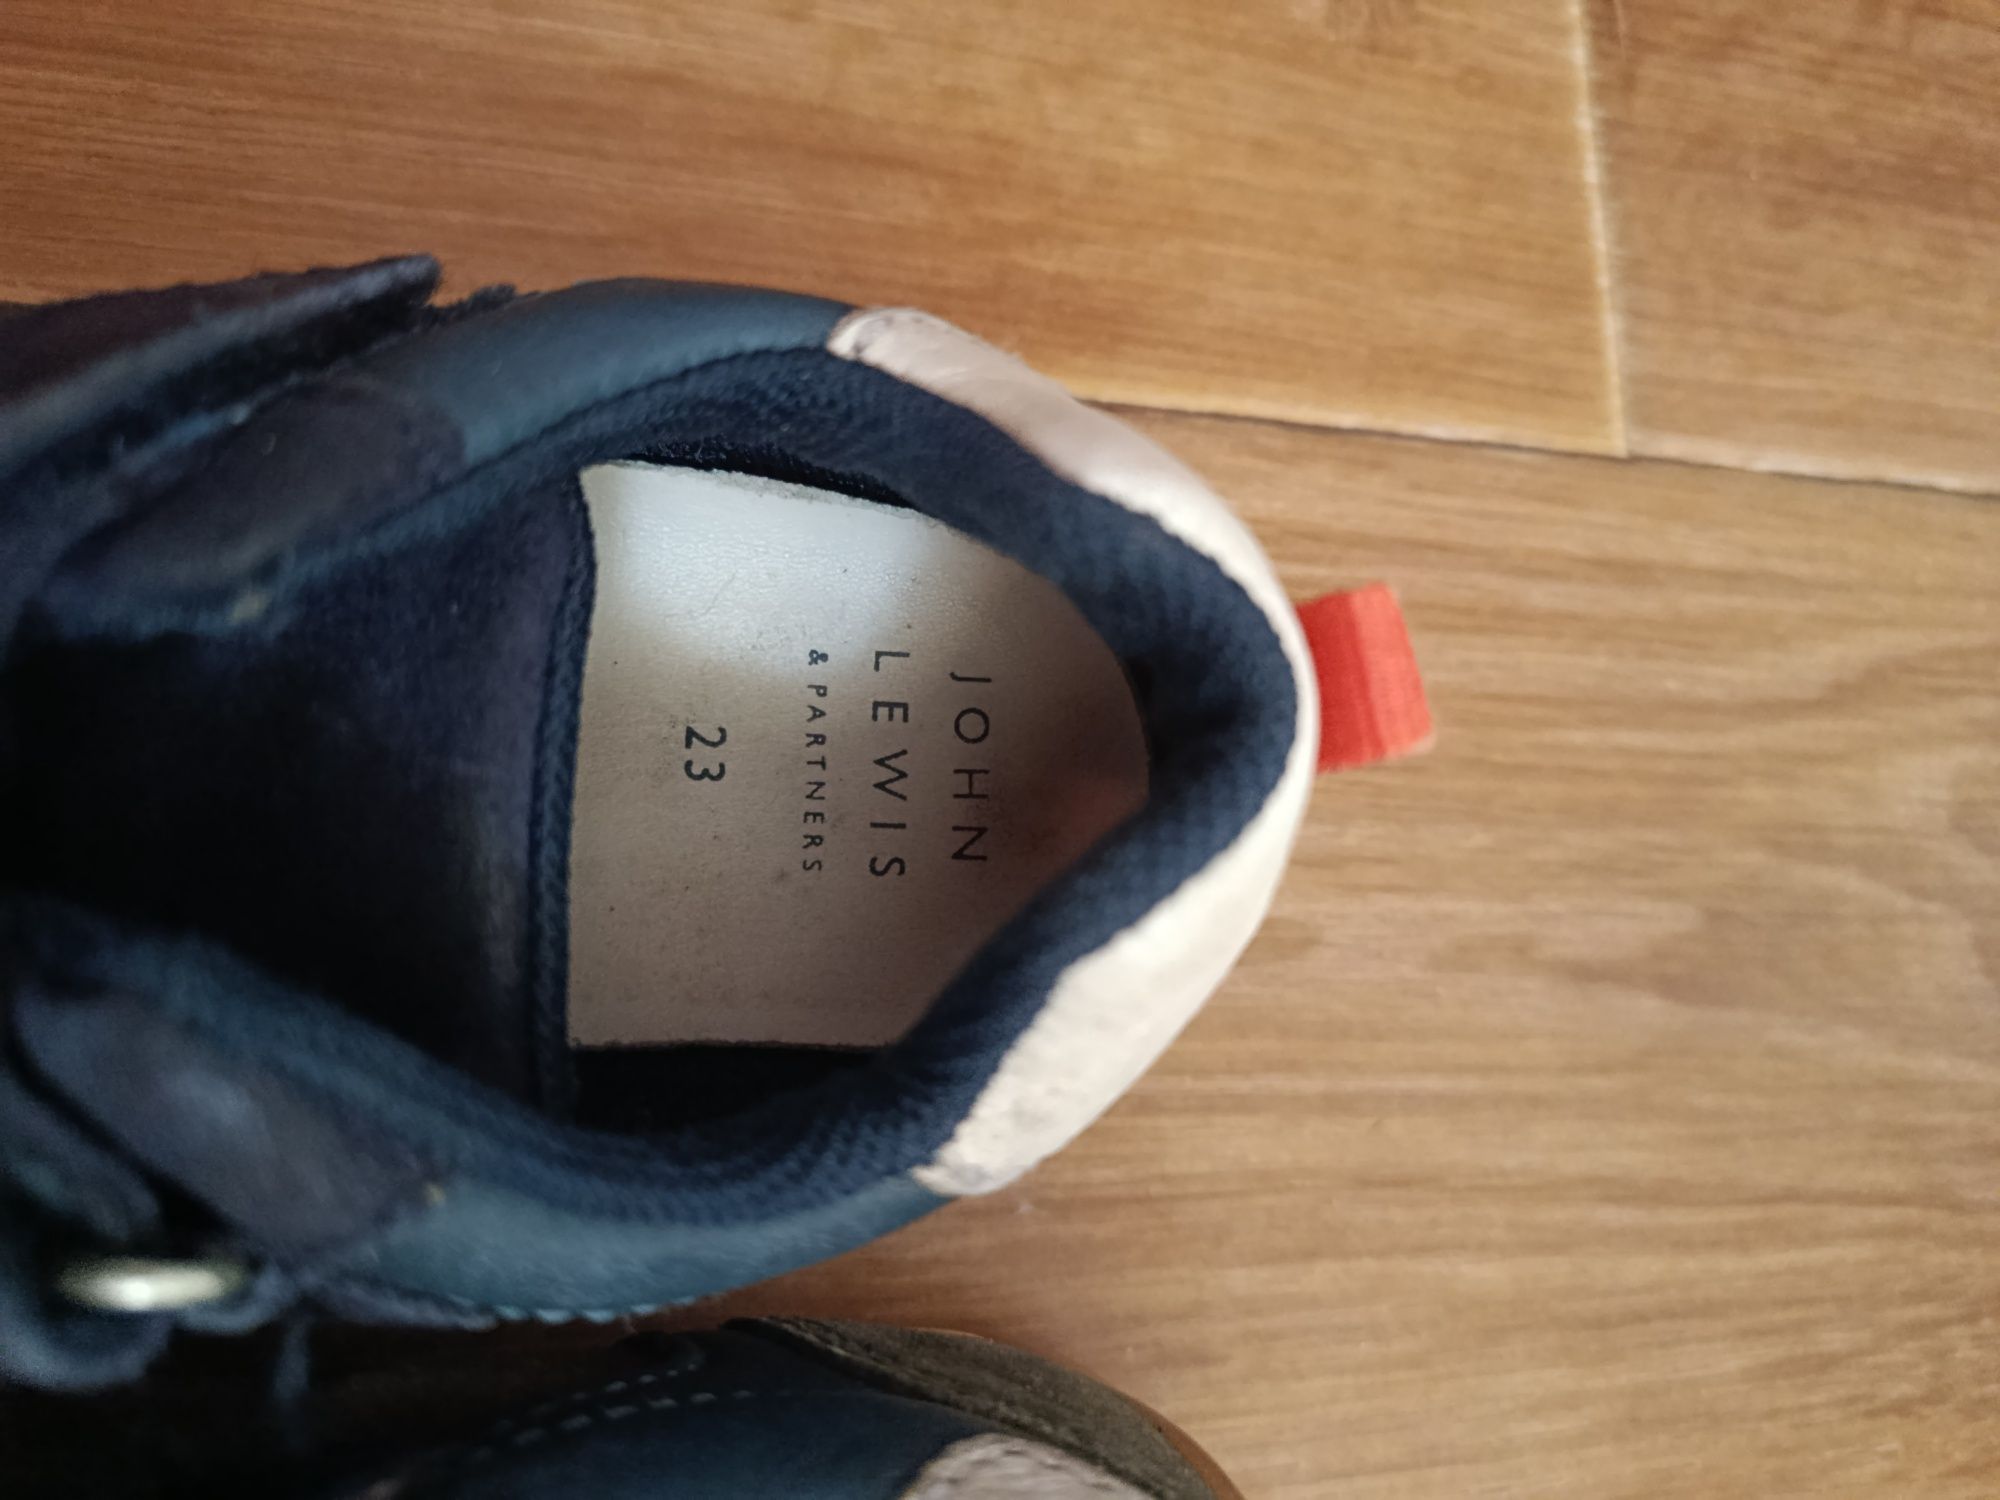 JOHN
LEWIS
& PARTNERS
23